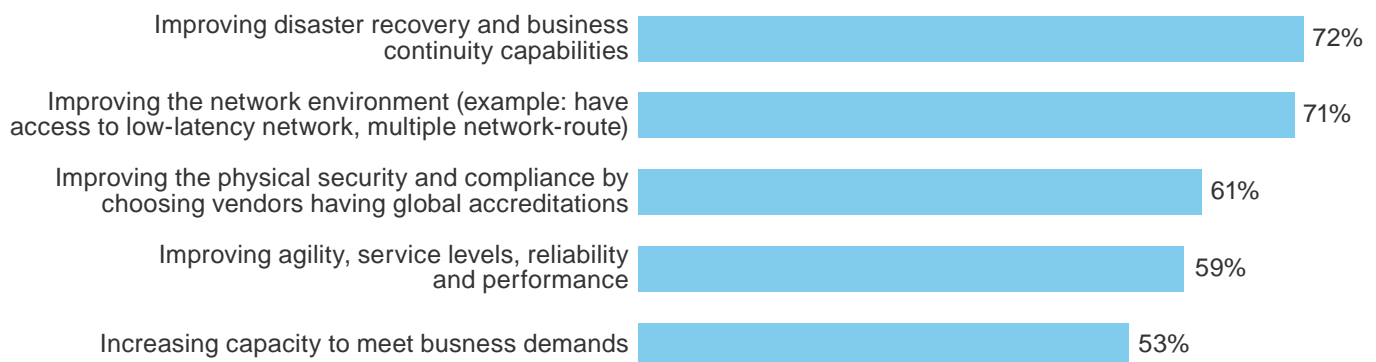 Improving disaster recovery and business
continuity capabilities
72%
Improving the network environment (example: have
access to low-latency network, multiple network-route)
71%
Improving the physical security and compliance by
choosing vendors having global accreditations
61%
Improving agility, service levels, reliability
and performance
59%
Increasing capacity to meet busness demands
53%